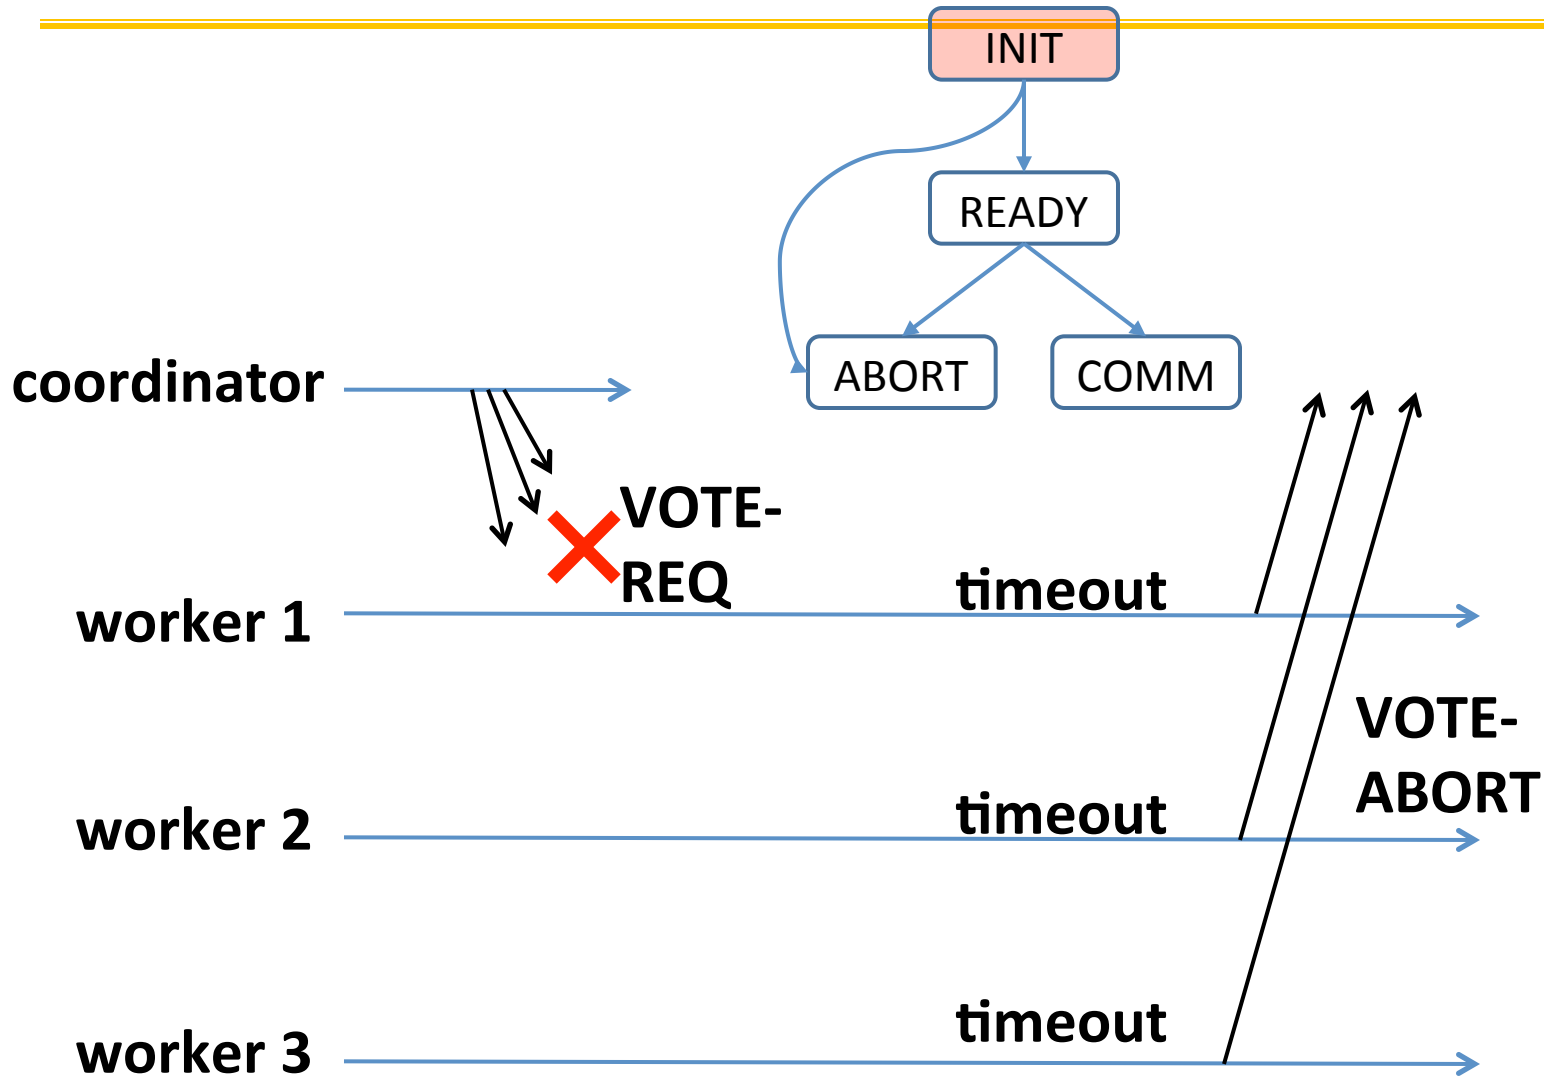 INIT
READY
ABORT
COMM
coordinator
VOTE-
REQ
timeout
worker 1
VOTE-
ABORT
timeout
worker 2
timeout
worker 3